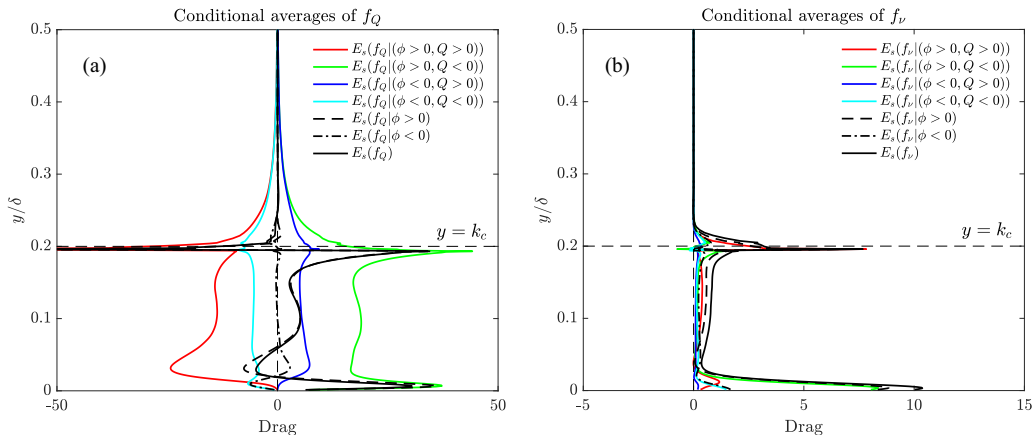 Conditional averages of f_Q
(a)
E_s(f_Q|(ϕ > 0, Q > 0))
E_s(f_Q|(ϕ > 0, Q < 0))
E_s(f_Q|(ϕ < 0, Q > 0))
E_s(f_Q|(ϕ < 0, Q < 0))
E_s(f_Q|ϕ > 0)
E_s(f_Q|ϕ < 0)
E_s(f_Q)
y = k_c
y/δ
0.5
0.4
0.3
0.2
0.1
0
-50
0
50
Drag
Conditional averages of f_ν
(b)
E_s(f_ν|(ϕ > 0, Q > 0))
E_s(f_ν|(ϕ > 0, Q < 0))
E_s(f_ν|(ϕ < 0, Q > 0))
E_s(f_ν|(ϕ < 0, Q < 0))
E_s(f_ν|ϕ > 0)
E_s(f_ν|ϕ < 0)
E_s(f_ν)
y = k_c
y/δ
0.5
0.4
0.3
0.2
0.1
0
-5
0
5
10
15
Drag